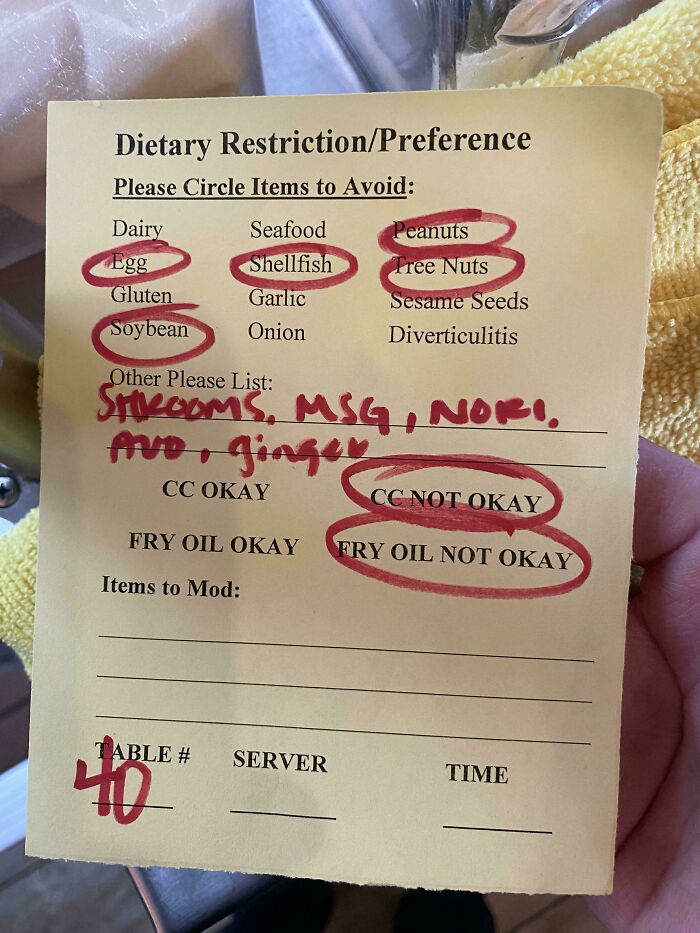 Dietary Restriction/Preference
Please Circle Items to Avoid:
Dairy Seafood Peanuts
Egg Shellfish Tree Nuts
Gluten Garlic Sesame Seeds
Soybean Onion Diverticulitis
Other Please List:
SHROOMS. MSG, NORI.
AVO, ginger
CC OKAY CC NOT OKAY
FRY OIL OKAY FRY OIL NOT OKAY
Items to Mod:
TABLE # SERVER TIME
40